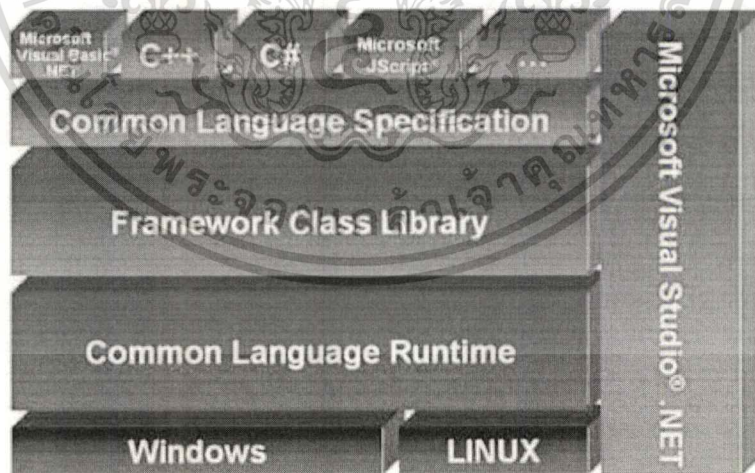 Microsoft
Visual Basic®
.NET
C++
C#
Microsoft
JScript®
...
Common Language Specification
Framework Class Library
Common Language Runtime
Windows
LINUX
Microsoft Visual Studio® .NET